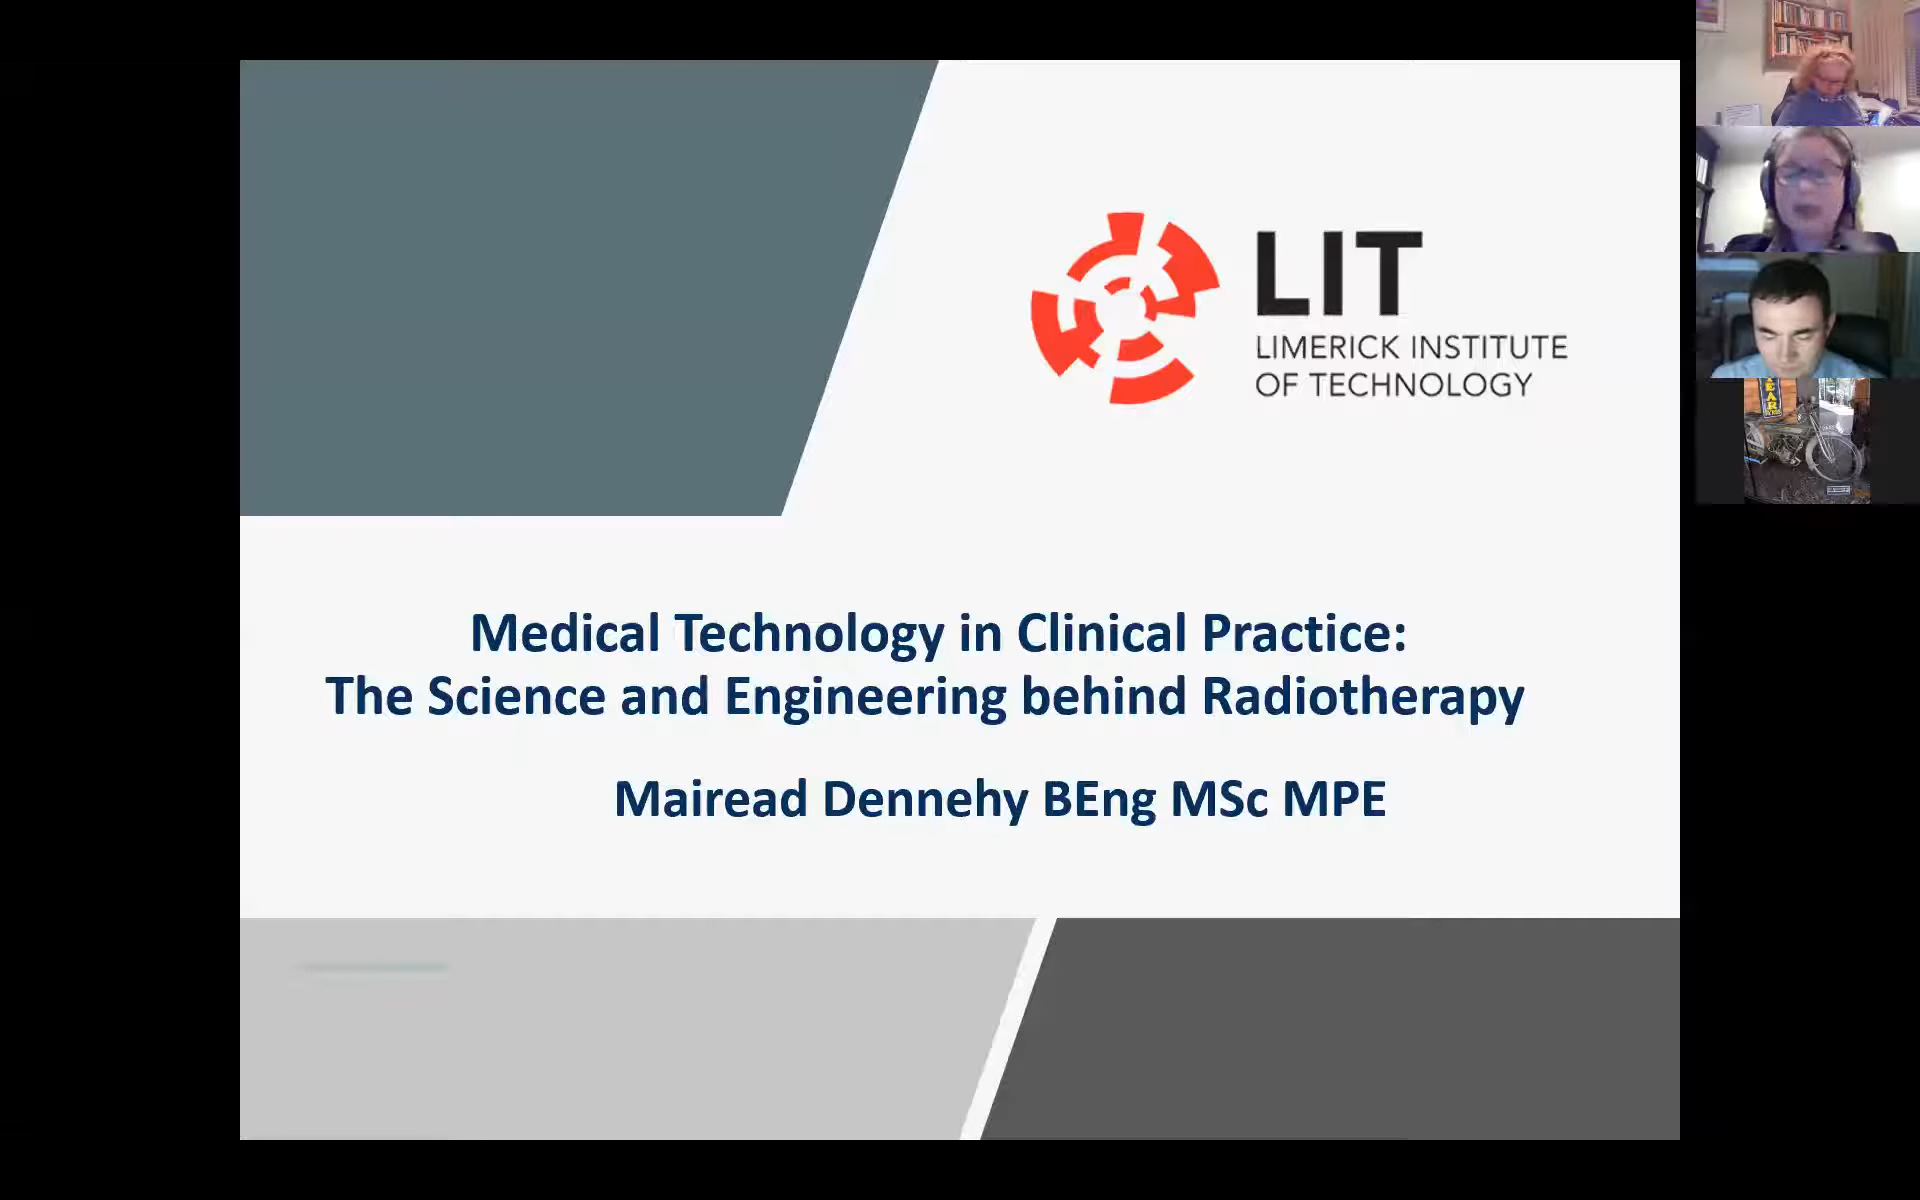 LIT
LIMERICK INSTITUTE
OF TECHNOLOGY
Medical Technology in Clinical Practice:
The Science and Engineering behind Radiotherapy
Mairead Dennehy BEng MSc MPE